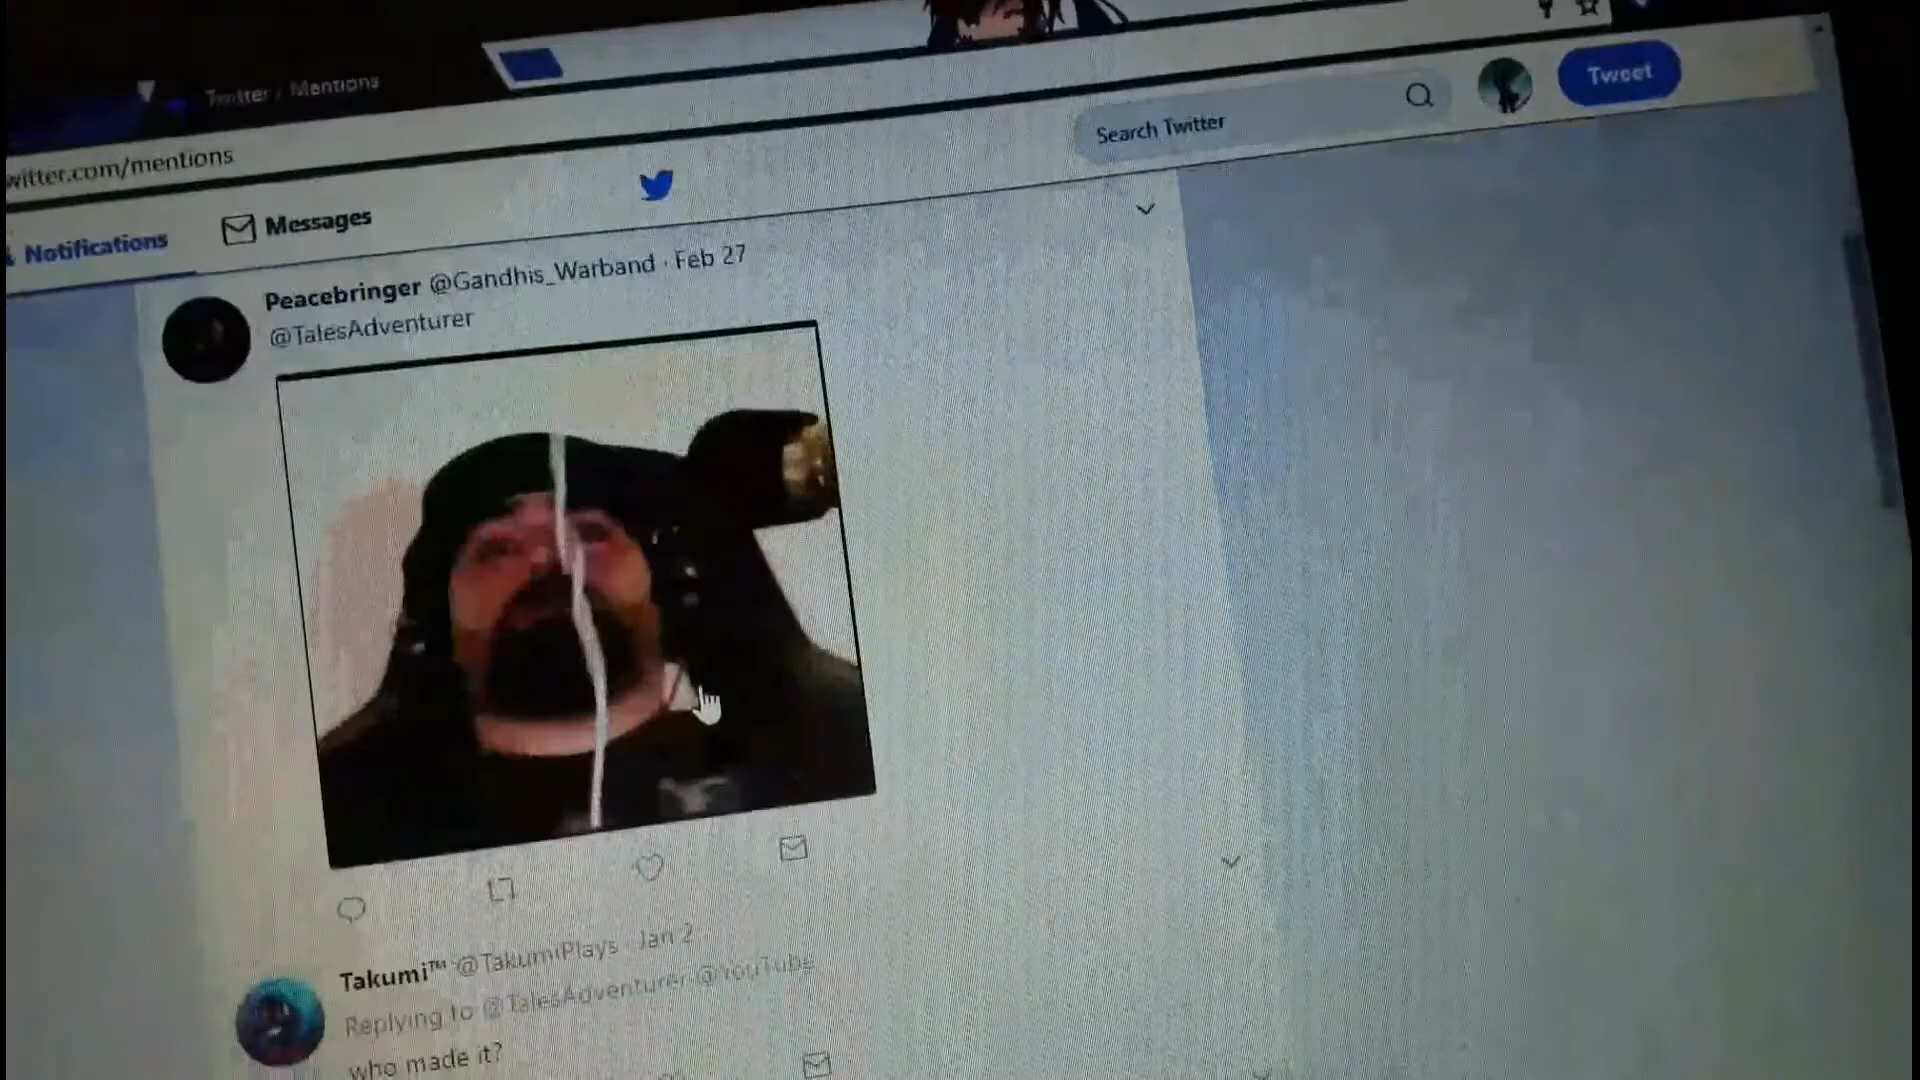 Twitter / Mentions
witter.com/mentions
Search Twitter
Tweet
Notifications
Messages
Peacebringer @Gandhis_Warband · Feb 27
@TalesAdventurer
Takumi™ @TakumiPlays · Jan 2
Replying to @TalesAdventurer @YouTube
who made it?